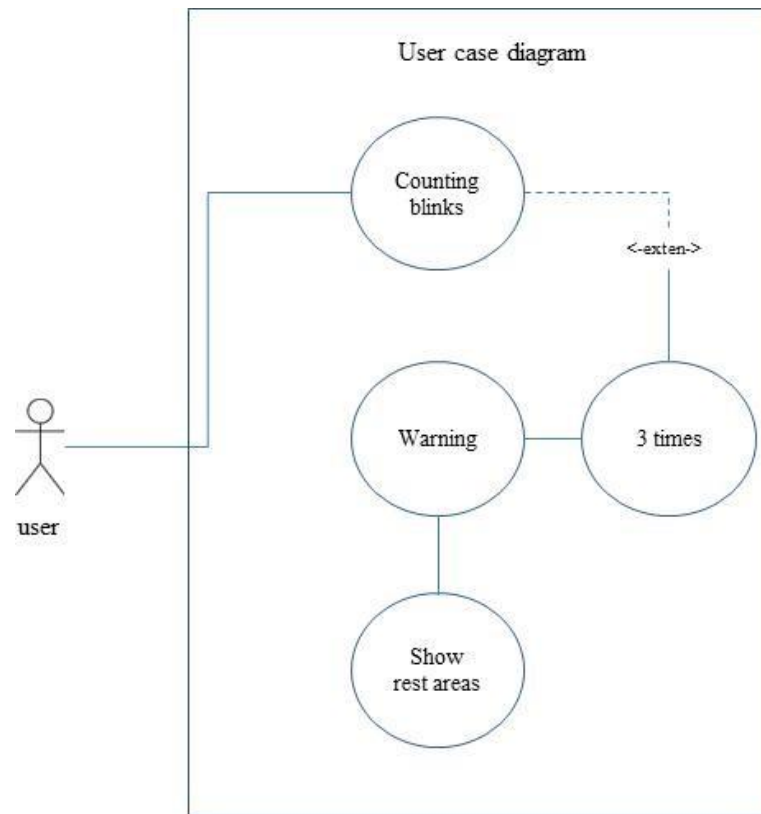 User case diagram
Counting
blinks
<-exten->
Warning
3 times
user
Show
rest areas